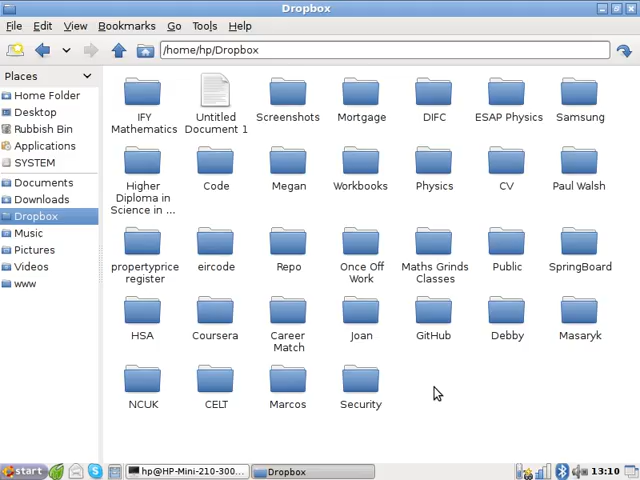 Dropbox
File Edit View Bookmarks Go Tools Help
/home/hp/Dropbox
Places
Home Folder
Desktop
Rubbish Bin
Applications
SYSTEM
Documents
Downloads
Dropbox
Music
Pictures
Videos
www
IFY Mathematics
Untitled Document 1
Screenshots
Mortgage
DIFC
ESAP Physics
Samsung
Higher Diploma in Science in ...
Code
Megan
Workbooks
Physics
CV
Paul Walsh
propertyprice register
eircode
Repo
Once Off Work
Maths Grinds Classes
Public
SpringBoard
HSA
Coursera
Career Match
Joan
GitHub
Debby
Masaryk
NCUK
CELT
Marcos
Security
start
hp@HP-Mini-210-300...
Dropbox
13:10